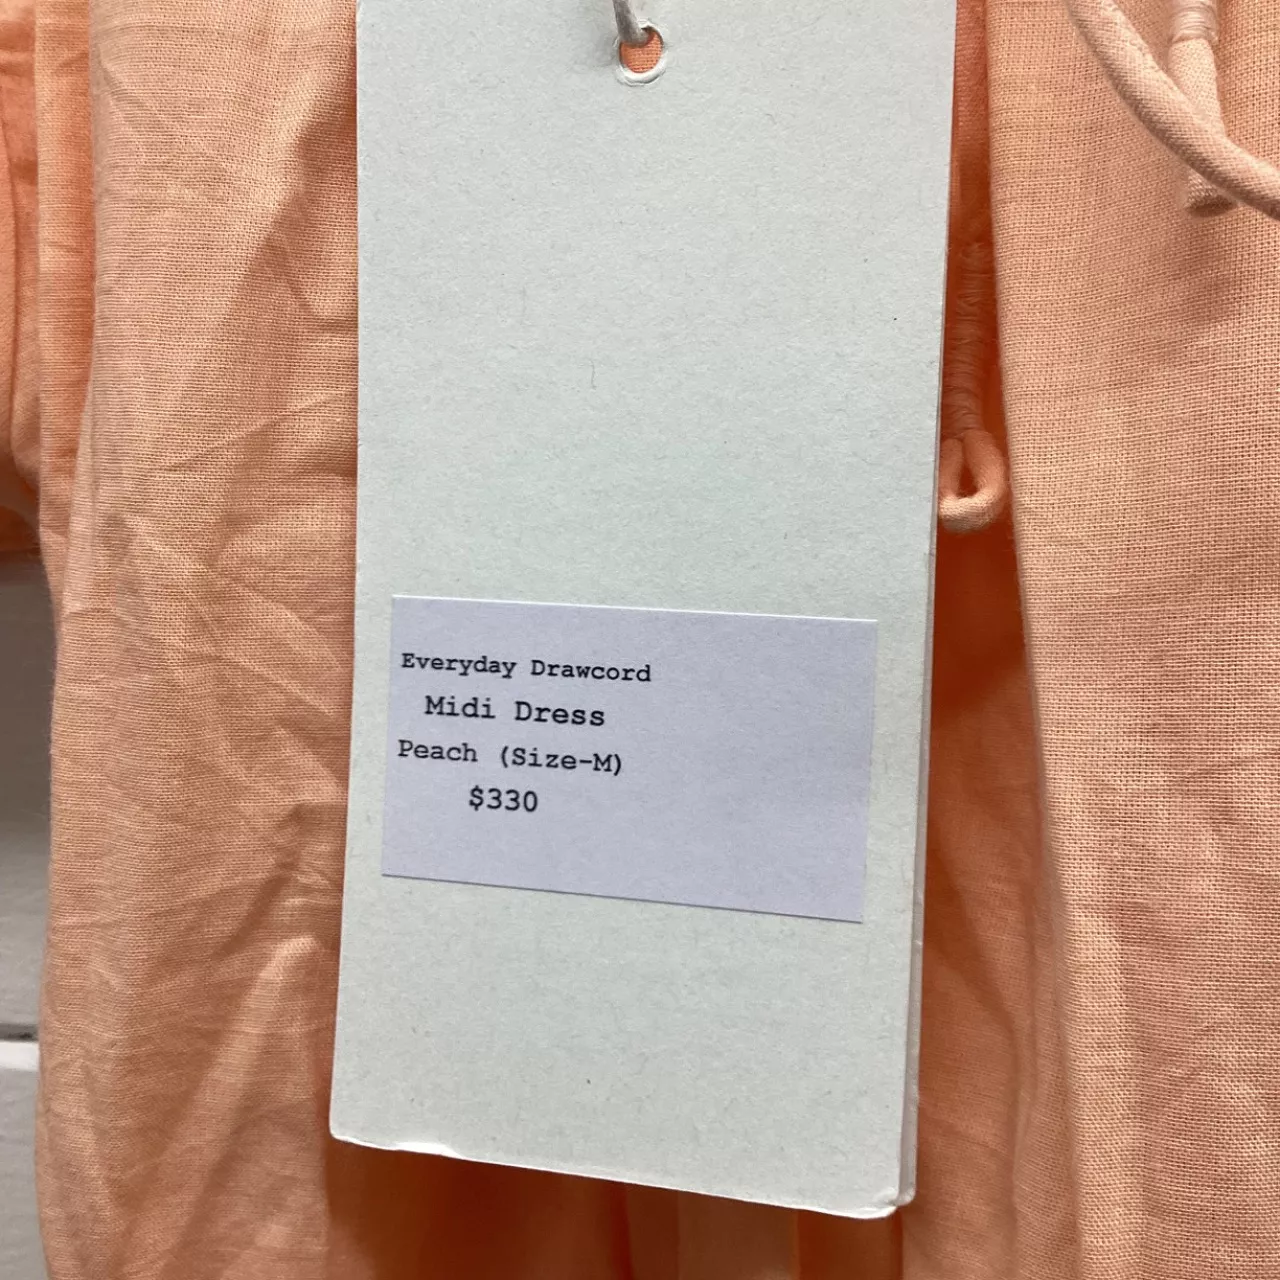 Everyday Drawcord
Midi Dress
Peach (Size-M)
$330